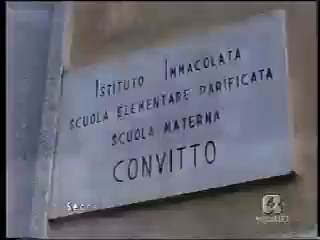 ISTITUTO IMMACOLATA
SCUOLA ELEMENTARE PARIFICATA
SCUOLA MATERNA
CONVITTO